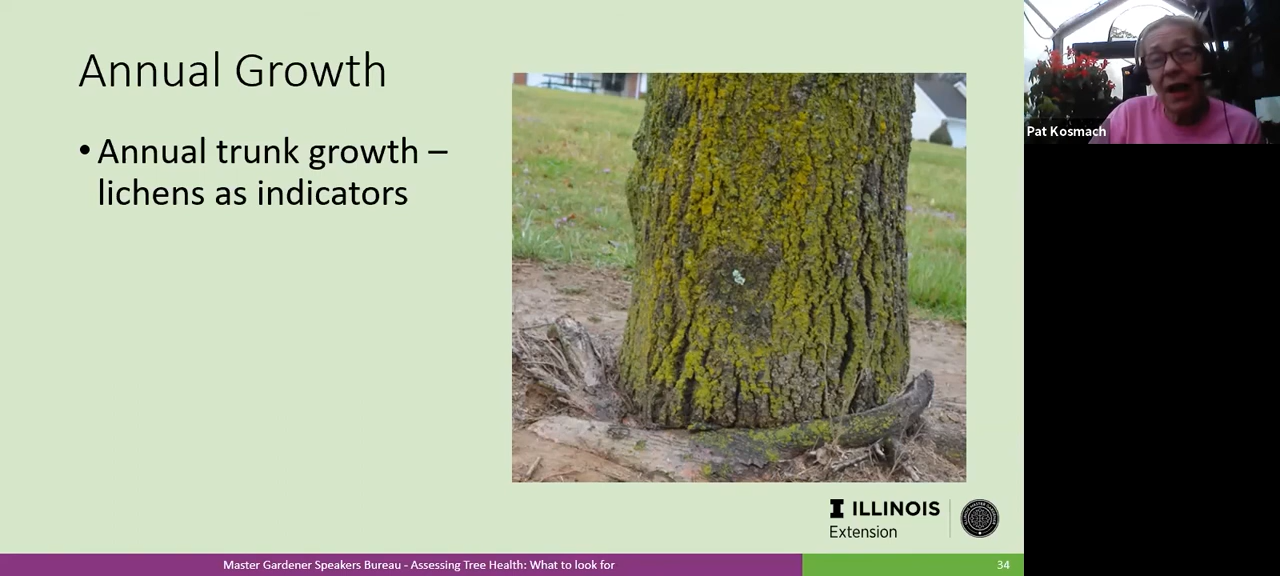 Annual Growth
• Annual trunk growth –
lichens as indicators
Pat Kosmach
ILLINOIS
Extension
Master Gardener Speakers Bureau - Assessing Tree Health: What to look for
34